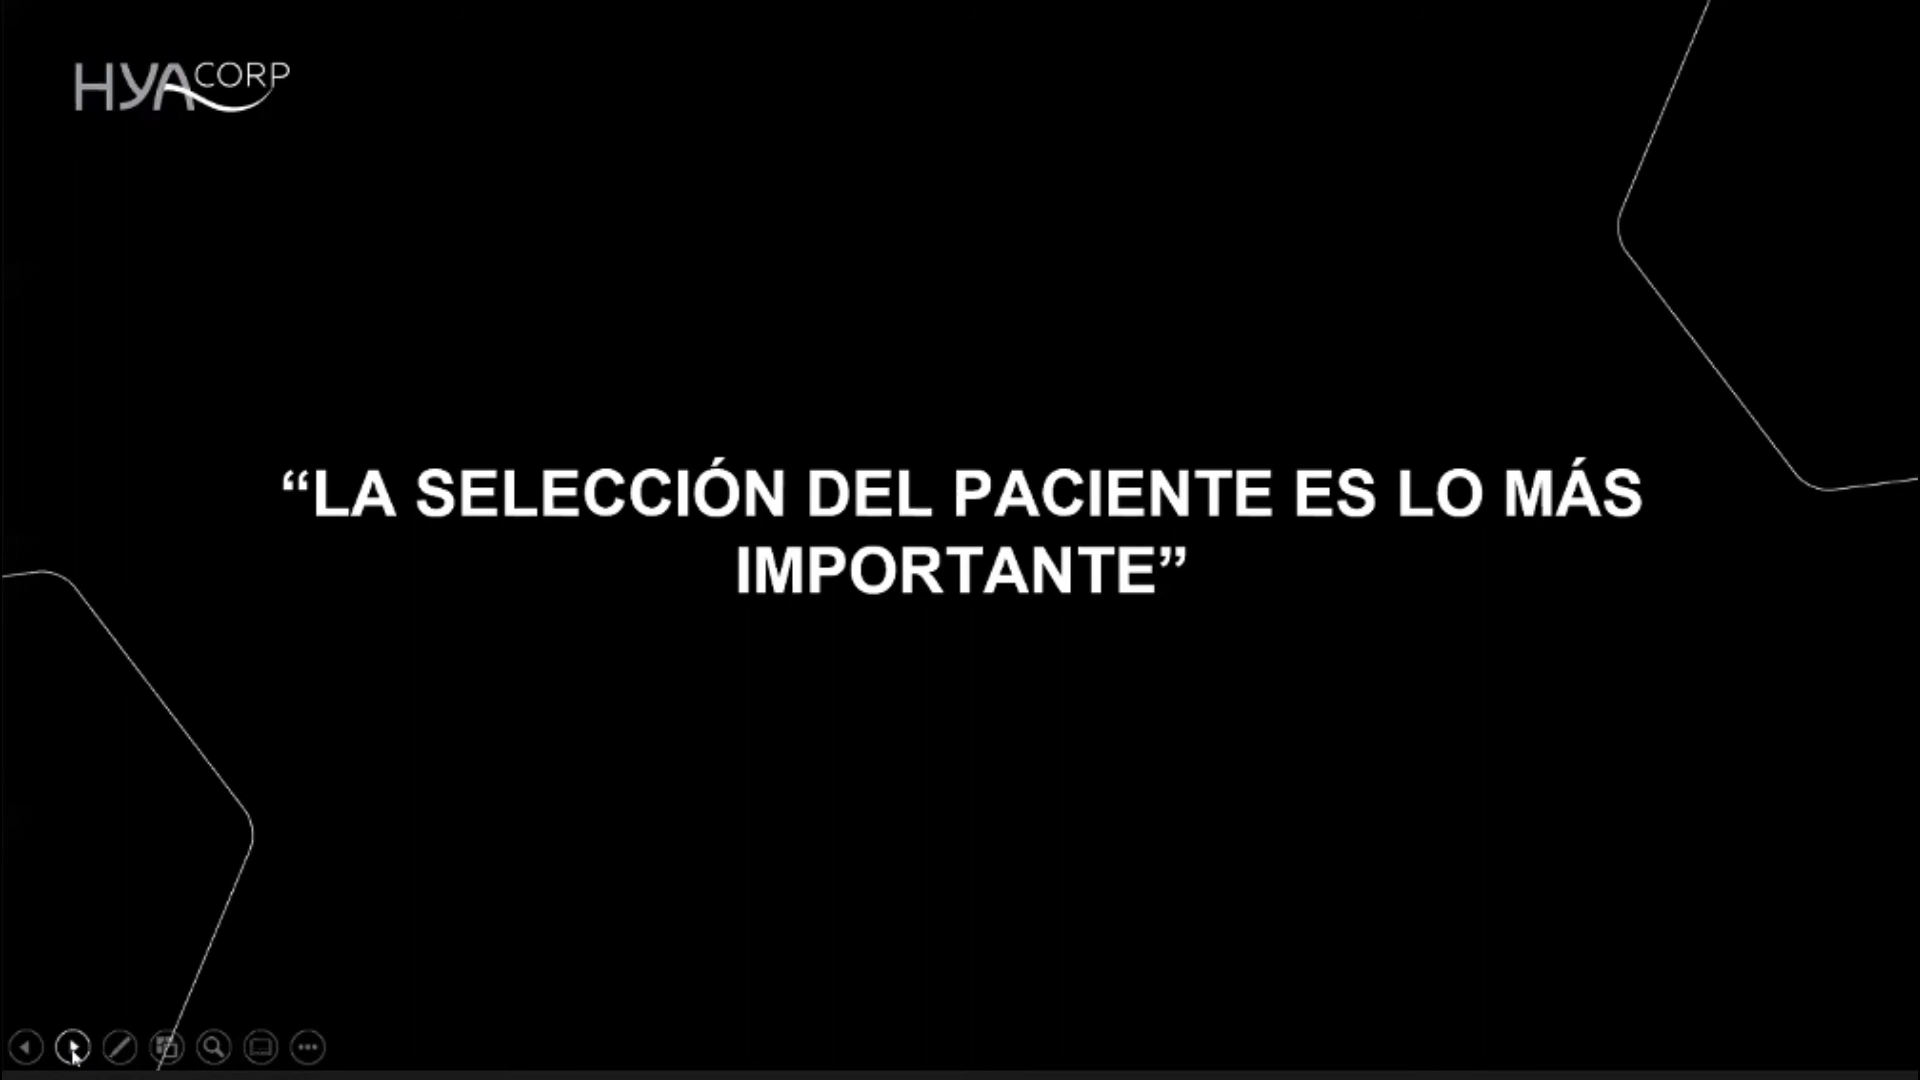 HYACORP
“LA SELECCIÓN DEL PACIENTE ES LO MÁS
IMPORTANTE”